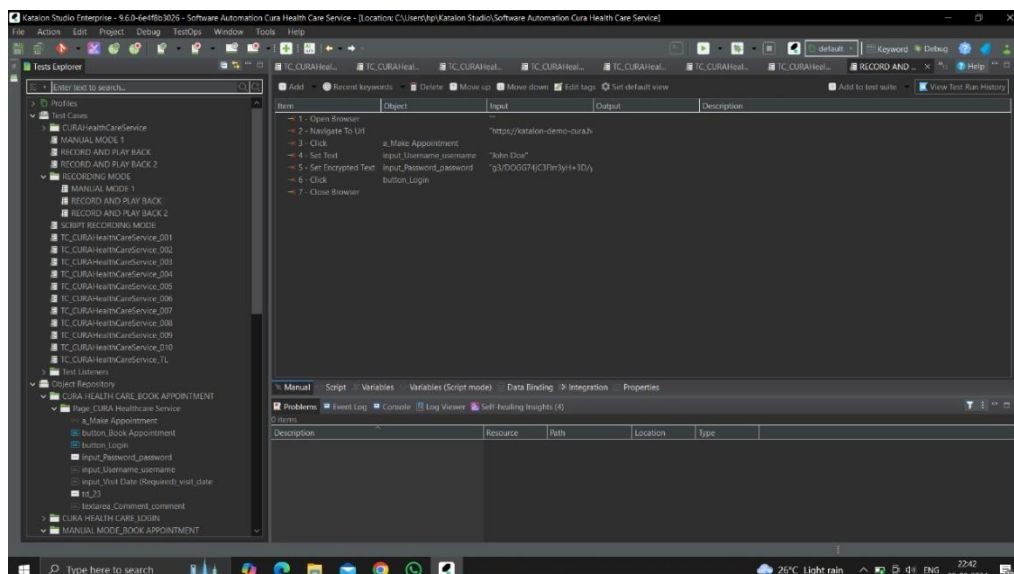 Katalon Studio Enterprise - 9.6.0-6e4f8b3026 - Software Automation Cura Health Care Service - [Location: C:\Users\hp\Katalon Studio\Software Automation Cura Health Care Service]
File Action Edit Project Debug TestOps Window Tools Help
default Keyword Debug
Tests Explorer
TC_CURAHeal... TC_CURAHeal... TC_CURAHeal... TC_CURAHeal... TC_CURAHeal... TC_CURAHeal... TC_CURAHeal... RECORD AND ... Help
Enter text to search...
Add Recent keywords Delete Move up Move down Edit tags Set default view Add to test suite View Test Run History
Item Object Input Output Description
1 - Open Browser ""
2 - Navigate To Url "https://katalon-demo-cura.h
3 - Click a_Make Appointment
4 - Set Text input_Username_username "John Doe"
5 - Set Encrypted Text input_Password_password
6 - Click button_Login
7 - Close Browser
Profiles
Test Cases
CURAHealthCareService
MANUAL MODE 1
RECORD AND PLAY BACK
RECORD AND PLAY BACK 2
RECORDING MODE
MANUAL MODE 1
RECORD AND PLAY BACK
RECORD AND PLAY BACK 2
SCRIPT RECORDING MODE
TC_CURAHealthCareService_001
TC_CURAHealthCareService_002
TC_CURAHealthCareService_003
TC_CURAHealthCareService_004
TC_CURAHealthCareService_005
TC_CURAHealthCareService_006
TC_CURAHealthCareService_007
TC_CURAHealthCareService_008
TC_CURAHealthCareService_009
TC_CURAHealthCareService_010
TC_CURAHealthCareService_TL
Test Listeners
Object Repository
CURA HEALTH CARE_BOOK APPOINTMENT
Page_CURA Healthcare Service
a_Make Appointment
button_Book Appointment
button_Login
input_Password_password
input_Username_username
input_Visit Date (Required)_visit_date
td_23
textarea_Comment_comment
CURA HEALTH CARE_LOGIN
MANUAL MODE_BOOK APPOINTMENT
Manual Script Variables Variables (Script mode) Data Binding Integration Properties
Problems Event Log Console Log Viewer Self-healing Insights (4)
0 items
Description Resource Path Location Type
Type here to search
26°C Light rain ENG 22:42